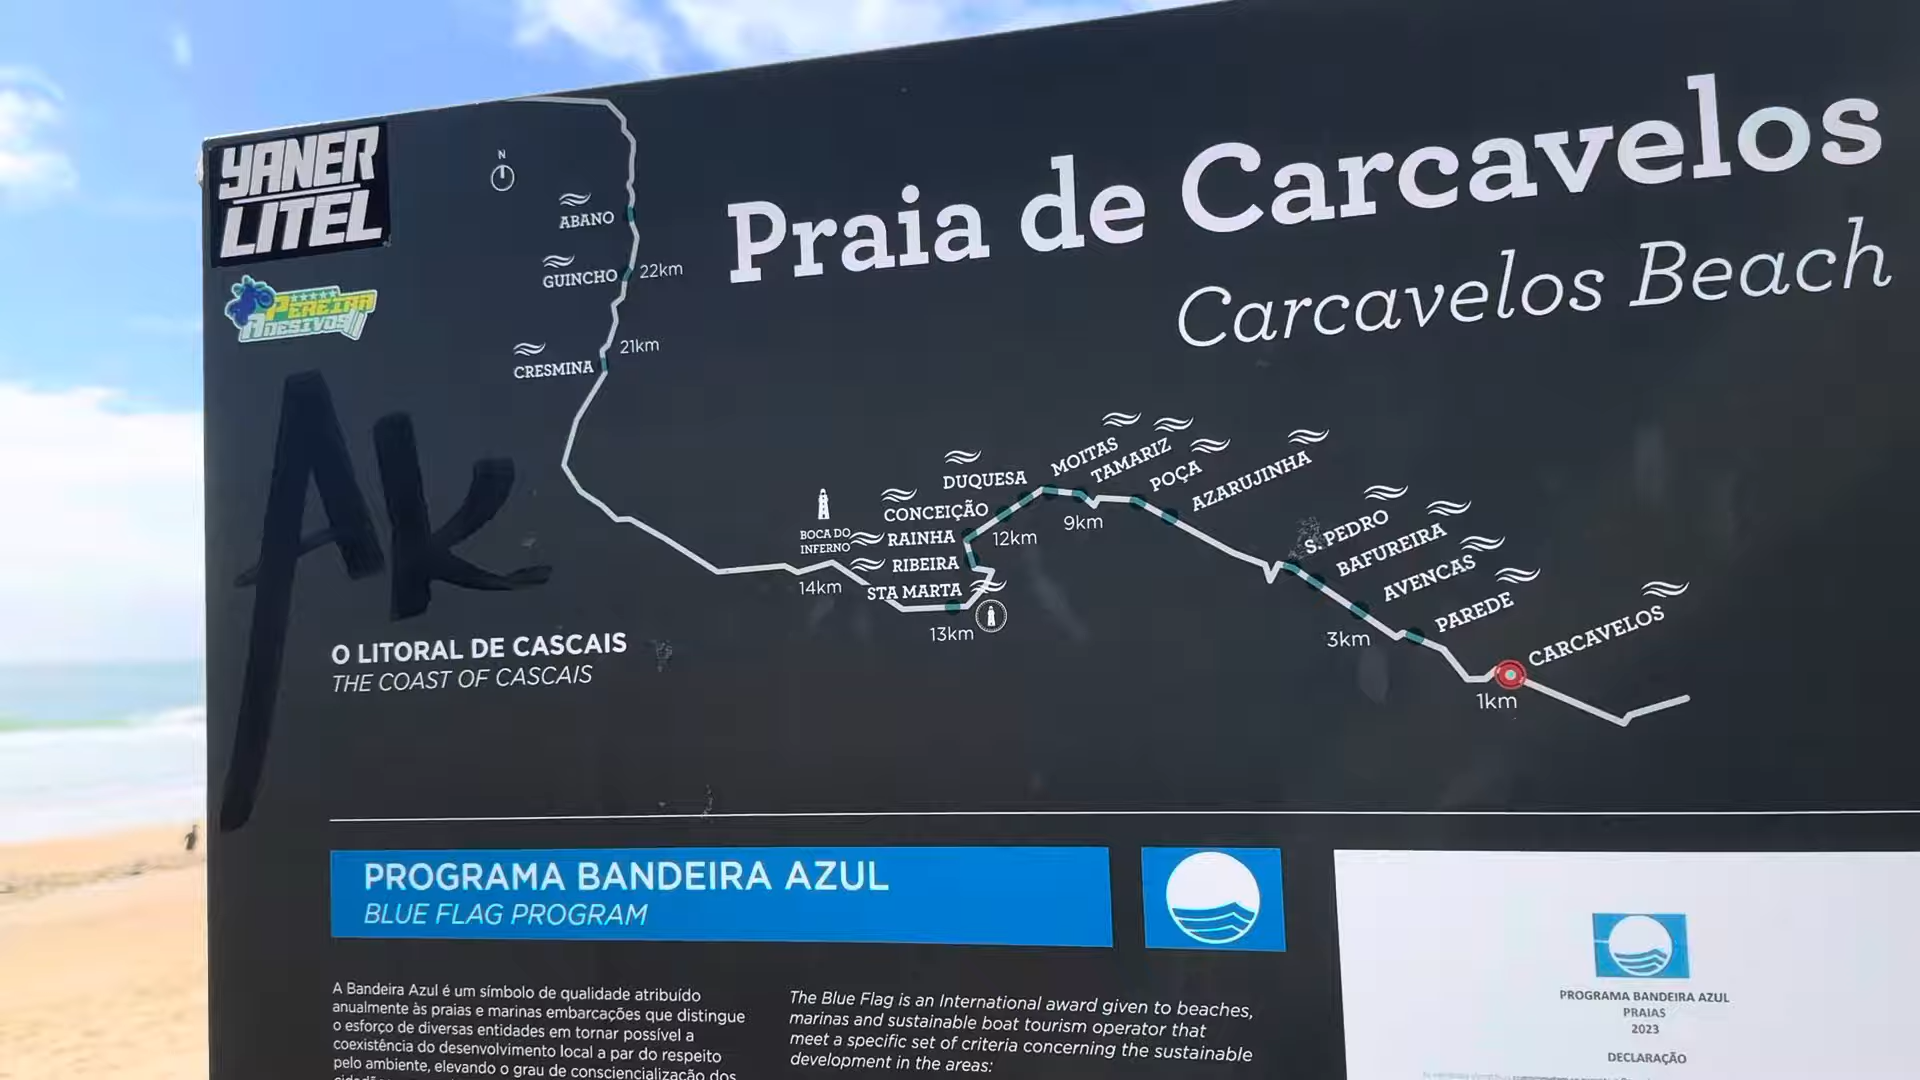 YANER
LITEL
PEREIRA
ADESIVOS
AK
N
Praia de Carcavelos
Carcavelos Beach
ABANO
GUINCHO
22km
21km
CRESMINA
MOITAS
TAMARIZ
POÇA
AZARUJINHA
DUQUESA
CONCEIÇÃO
RAINHA
RIBEIRA
STA MARTA
BOCA DO
INFERNO
14km
13km
12km
9km
S. PEDRO
BAFUREIRA
AVENCAS
PAREDE
CARCAVELOS
3km
1km
O LITORAL DE CASCAIS
THE COAST OF CASCAIS
PROGRAMA BANDEIRA AZUL
BLUE FLAG PROGRAM
A Bandeira Azul é um símbolo de qualidade atribuído
anualmente às praias e marinas embarcações que distingue
o esforço de diversas entidades em tornar possível a
coexistência do desenvolvimento local a par do respeito
pelo ambiente, elevando o grau de consciencialização dos
The Blue Flag is an International award given to beaches,
marinas and sustainable boat tourism operator that
meet a specific set of criteria concerning the sustainable
development in the areas:
PROGRAMA BANDEIRA AZUL
PRAIAS
2023
DECLARAÇÃO